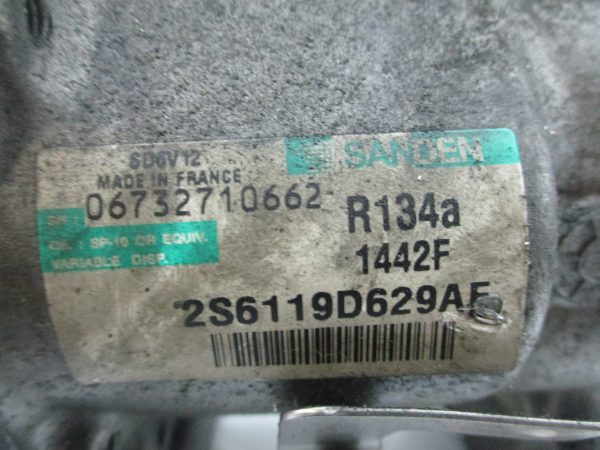 SD6V12
SANDEN
MADE IN FRANCE
06732710662
R134a
OIL : SP-10 OR EQUIV.
VARIABLE DISP.
1442F
2S6119D629AE